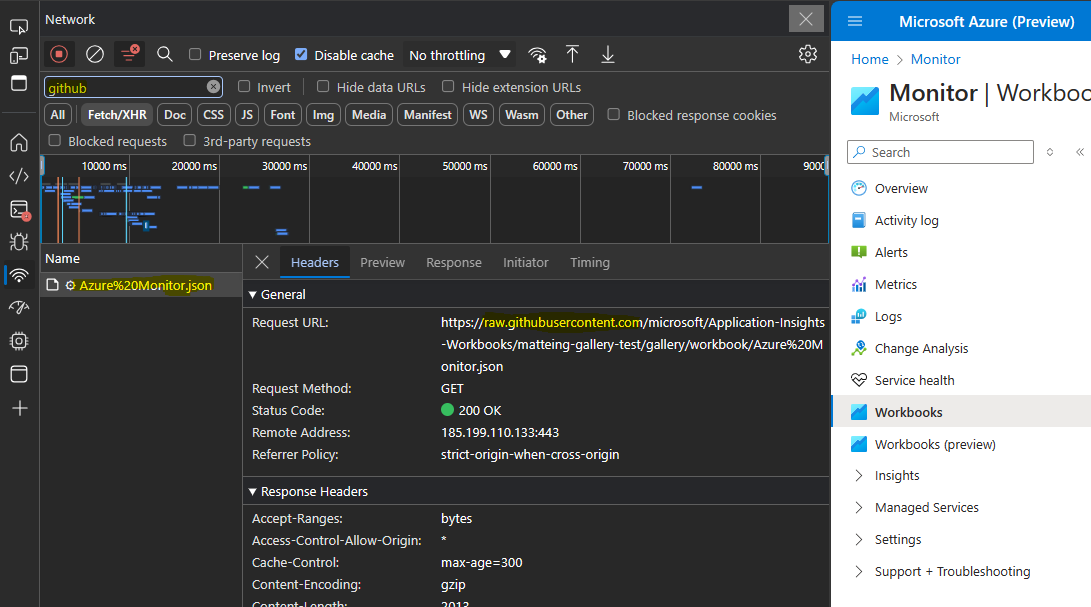 Network
Preserve log
Disable cache
No throttling
github
Invert
Hide data URLs
Hide extension URLs
All
Fetch/XHR
Doc
CSS
JS
Font
Img
Media
Manifest
WS
Wasm
Other
Blocked response cookies
Blocked requests
3rd-party requests
10000 ms
20000 ms
30000 ms
40000 ms
50000 ms
60000 ms
70000 ms
80000 ms
9000
Name
Azure%20Monitor.json
Headers
Preview
Response
Initiator
Timing
General
Request URL:
https://raw.githubusercontent.com/microsoft/Application-Insights
-Workbooks/matteing-gallery-test/gallery/workbook/Azure%20M
onitor.json
Request Method:
GET
Status Code:
200 OK
Remote Address:
185.199.110.133:443
Referrer Policy:
strict-origin-when-cross-origin
Response Headers
Accept-Ranges:
bytes
Access-Control-Allow-Origin:
*
Cache-Control:
max-age=300
Content-Encoding:
gzip
Content-Length:
2013
Microsoft Azure (Preview)
Home > Monitor
Monitor | Workboo
Microsoft
Search
Overview
Activity log
Alerts
Metrics
Logs
Change Analysis
Service health
Workbooks
Workbooks (preview)
Insights
Managed Services
Settings
Support + Troubleshooting